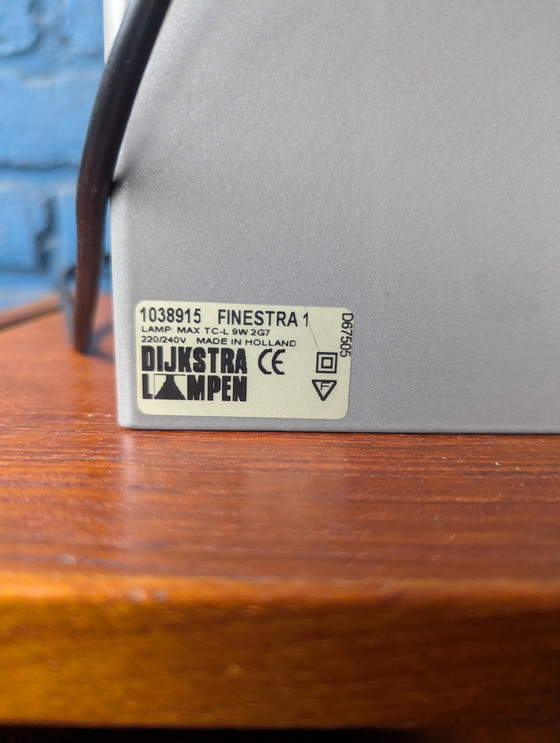 1038915 FINESTRA 1
LAMP: MAX TC-L 9W 2G7
220/240V MADE IN HOLLAND
DIJKSTRA CE
LAMPEN
F
D67505